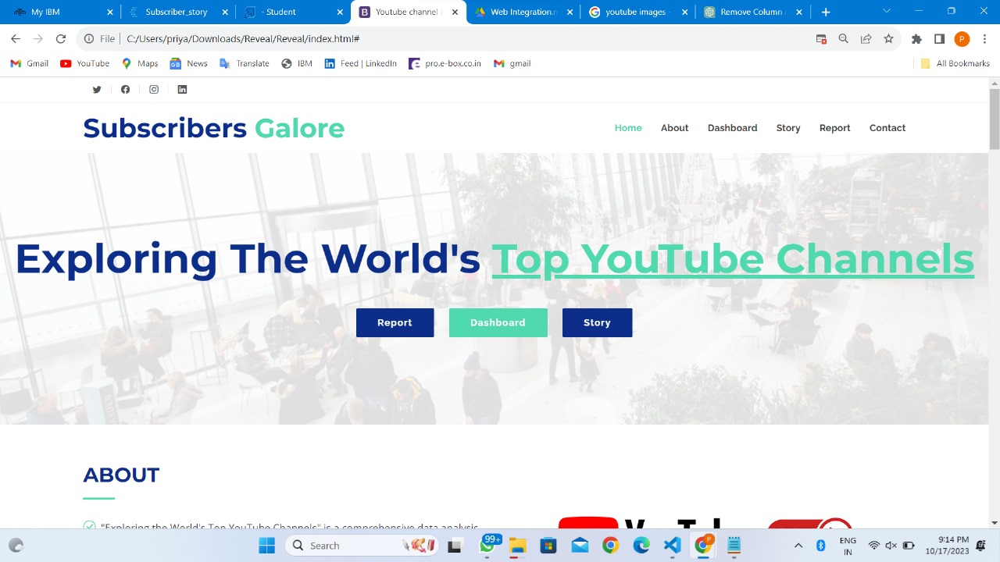 My IBM
Subscriber_story
- Student
Youtube channel
Web Integration.
youtube images -
Remove Column
File | C:/Users/priya/Downloads/Reveal/Reveal/index.html#
P
Gmail YouTube Maps News Translate IBM Feed | LinkedIn pro.e-box.co.in gmail All Bookmarks
Subscribers Galore
Home About Dashboard Story Report Contact
Exploring The World's Top YouTube Channels
Report Dashboard Story
ABOUT
"Exploring the World's Top YouTube Channels" is a comprehensive data analysis
YouTube
Search
99+
P
ENG
IN
9:14 PM
10/17/2023